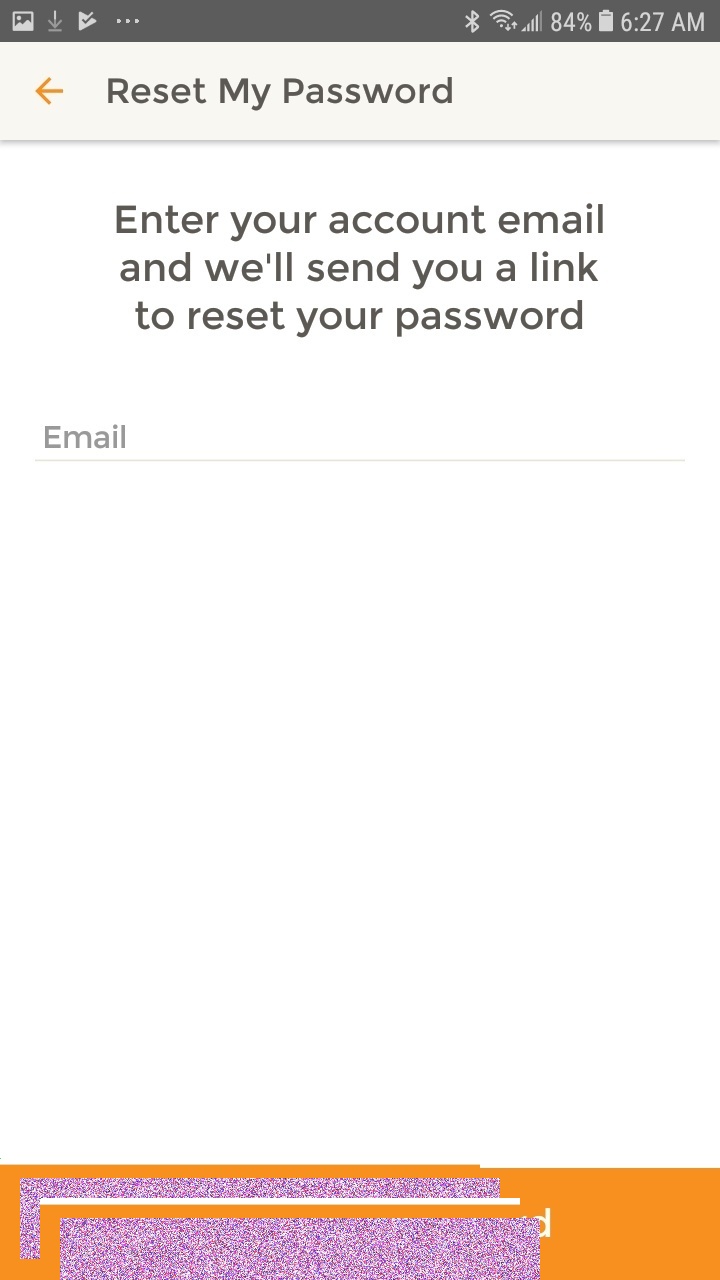 84% 6:27 AM
Reset My Password
Enter your account email
and we'll send you a link
to reset your password
Email